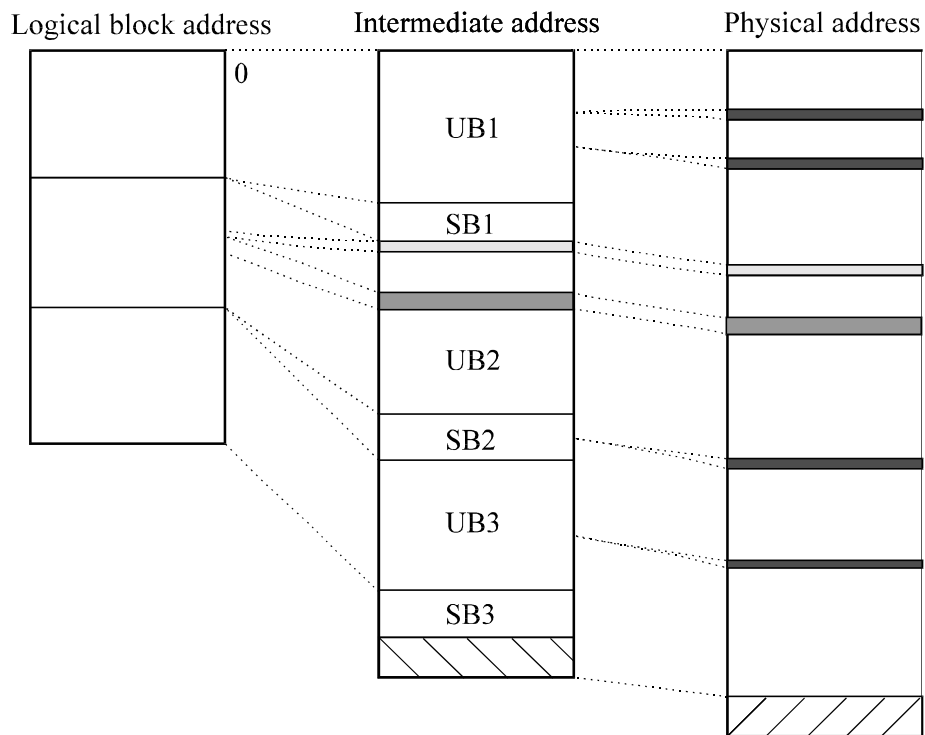 Logical block address
Intermediate address
Physical address
0
UB1
SB1
UB2
SB2
UB3
SB3